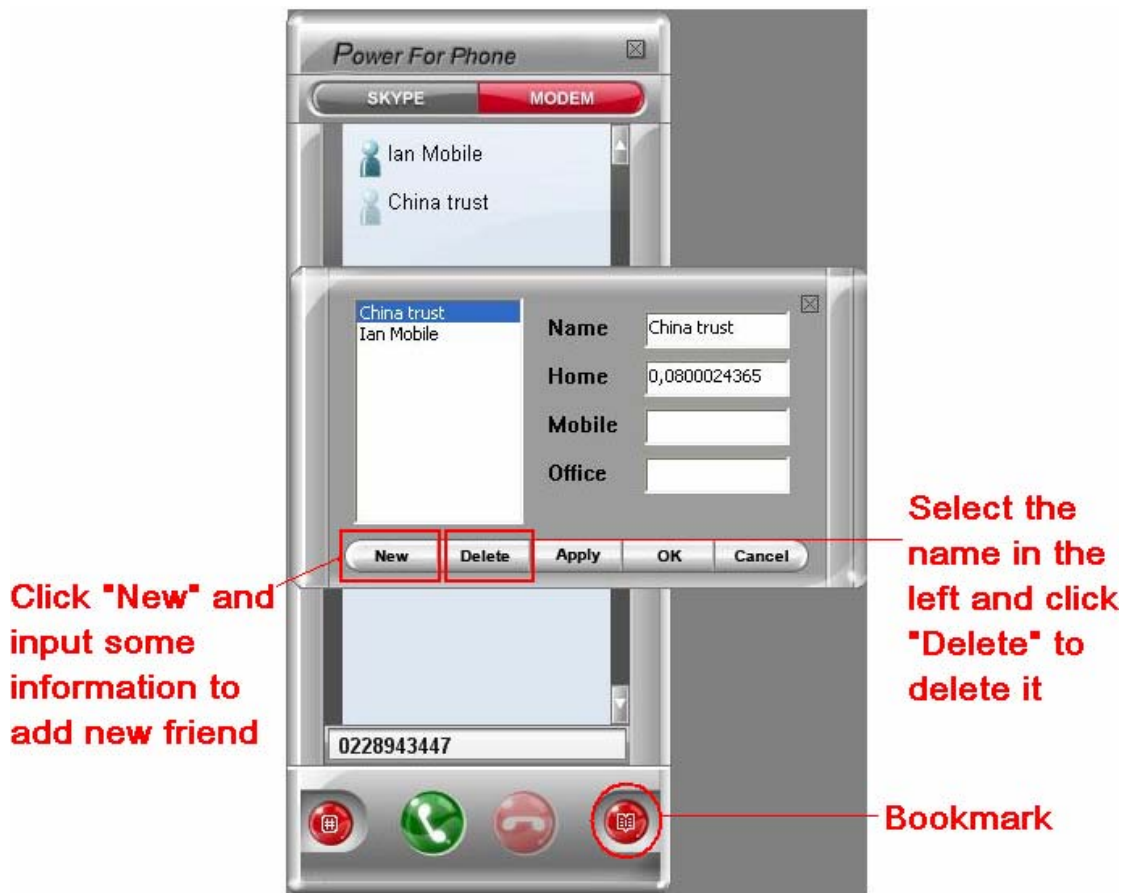 Power For Phone
SKYPE MODEM
Ian Mobile
China trust
China trust
Ian Mobile
Name China trust
Home 0,0800024365
Mobile
Office
New Delete Apply OK Cancel
Click "New" and
input some
information to
add new friend
Select the
name in the
left and click
"Delete" to
delete it
0228943447
#
Bookmark